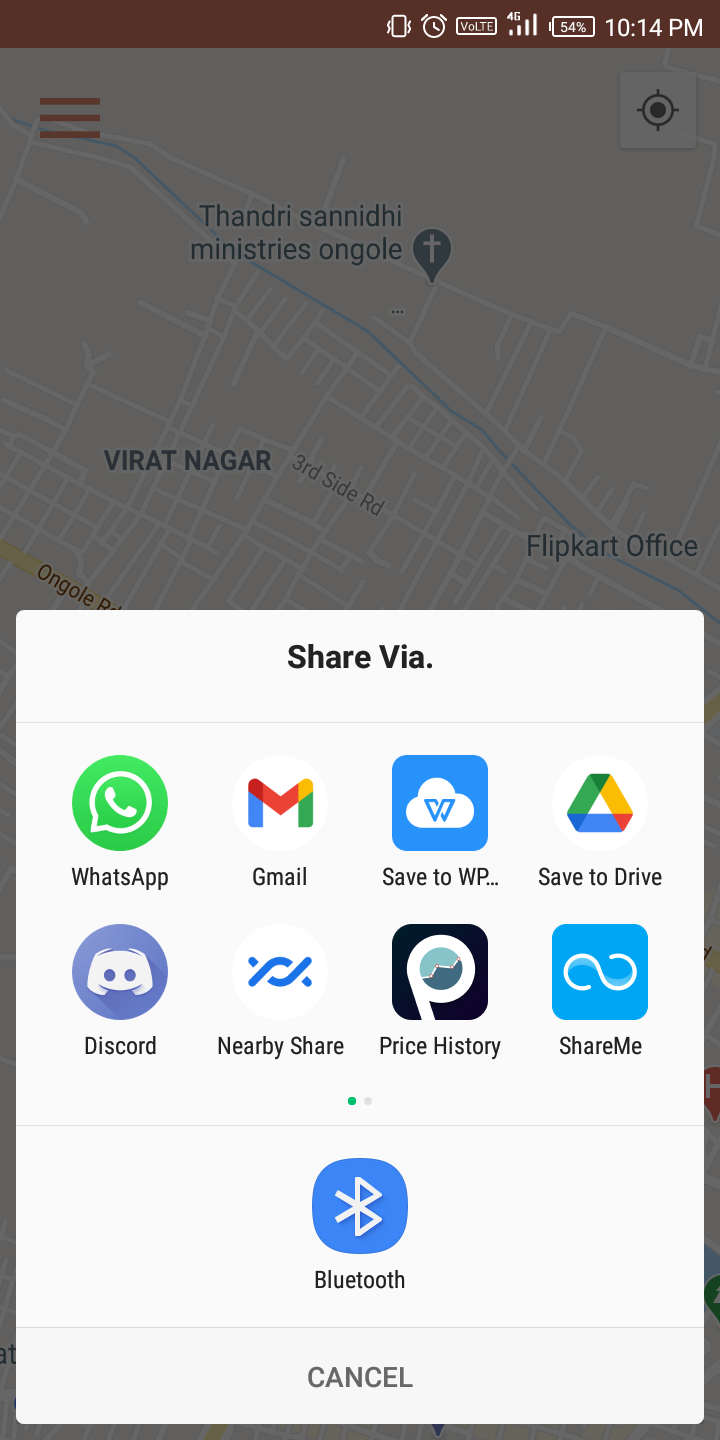 VoLTE 4G 54% 10:14 PM
Thandri sannidhi
ministries ongole
...
VIRAT NAGAR
3rd Side Rd
Flipkart Office
Ongole Rd
Share Via.
WhatsApp
Gmail
Save to WP...
Save to Drive
Discord
Nearby Share
Price History
ShareMe
H
Bluetooth
at
CANCEL